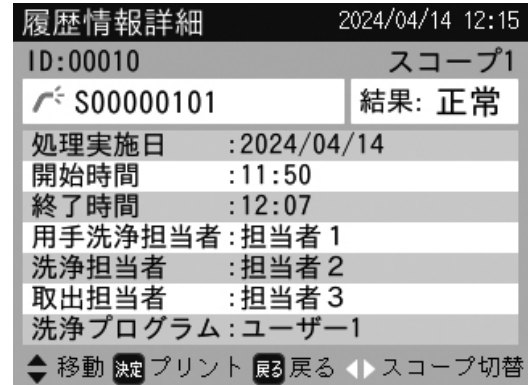 履歴情報詳細 2024/04/14 12:15
ID:00010 スコープ1
S00000101 結果: 正常
処理実施日 :2024/04/14
開始時間 :11:50
終了時間 :12:07
用手洗浄担当者:担当者1
洗浄担当者 :担当者2
取出担当者 :担当者3
洗浄プログラム:ユーザー1
移動 決定 プリント 戻る 戻る スコープ切替